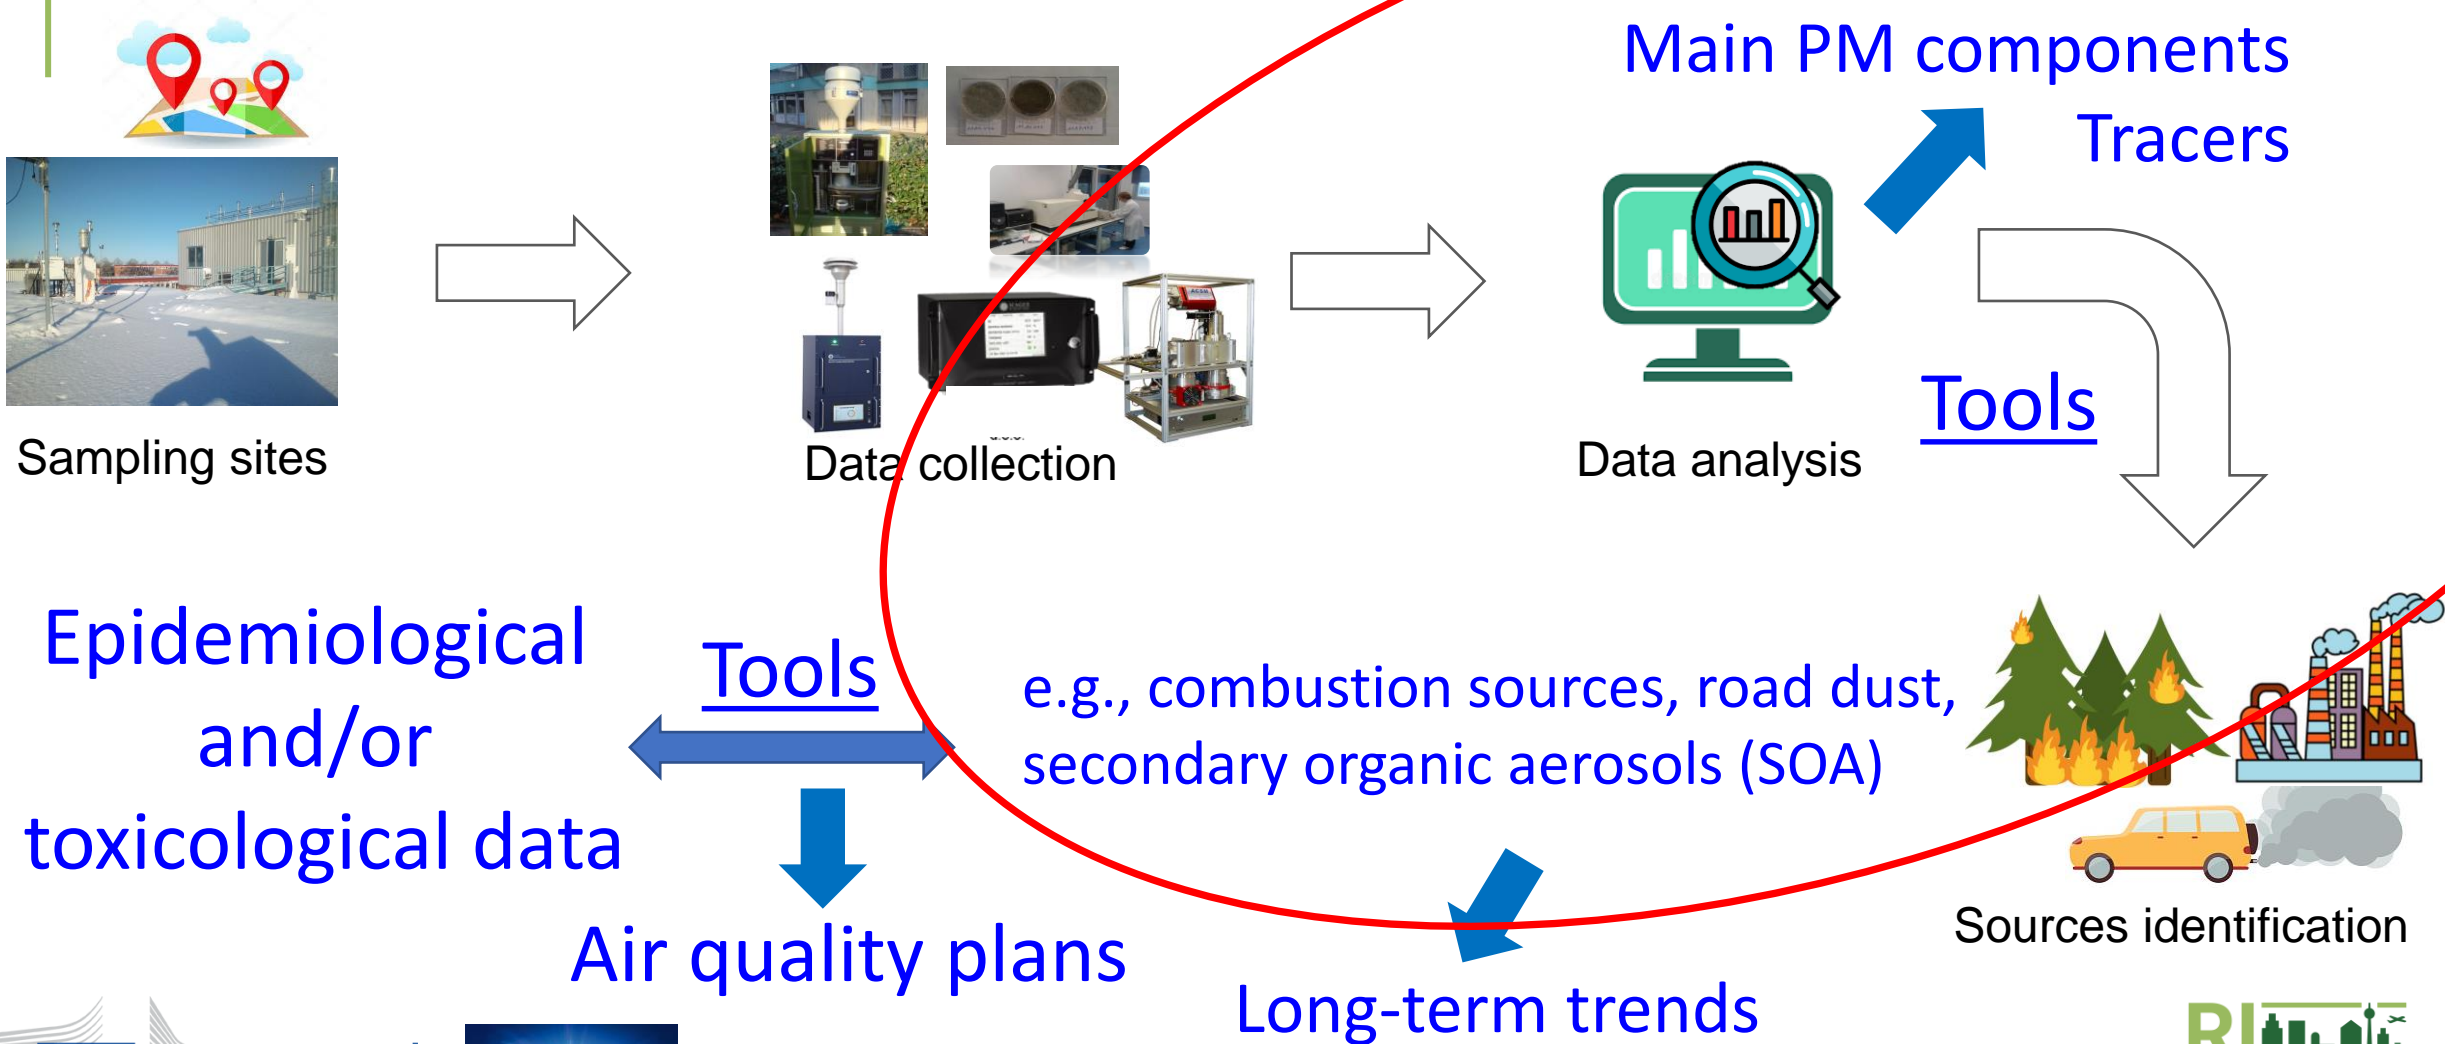 Main PM components
Tracers
Sampling sites
Data collection
Data analysis
Tools
Epidemiological
and/or
toxicological data
Tools
e.g., combustion sources, road dust,
secondary organic aerosols (SOA)
Sources identification
Air quality plans
Long-term trends
RI